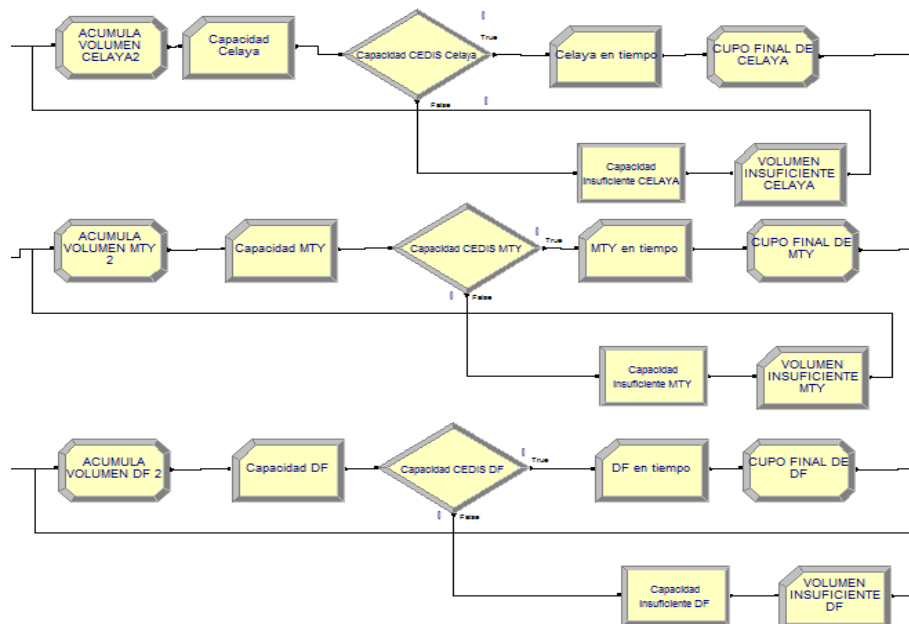 ACUMULA
VOLUMEN
CELAYA2
Capacidad
Celaya
Capacidad CEDIS Celaya
True
False
Celaya en tiempo
CUPO FINAL DE
CELAYA
Capacidad
Insuficiente CELAYA
VOLUMEN
INSUFICIENTE
CELAYA
ACUMULA
VOLUMEN MTY
2
Capacidad MTY
Capacidad CEDIS MTY
True
False
MTY en tiempo
CUPO FINAL DE
MTY
Capacidad
Insuficiente MTY
VOLUMEN
INSUFICIENTE
MTY
ACUMULA
VOLUMEN DF 2
Capacidad DF
Capacidad CEDIS DF
True
False
DF en tiempo
CUPO FINAL DE
DF
Capacidad
Insuficiente DF
VOLUMEN
INSUFICIENTE
DF